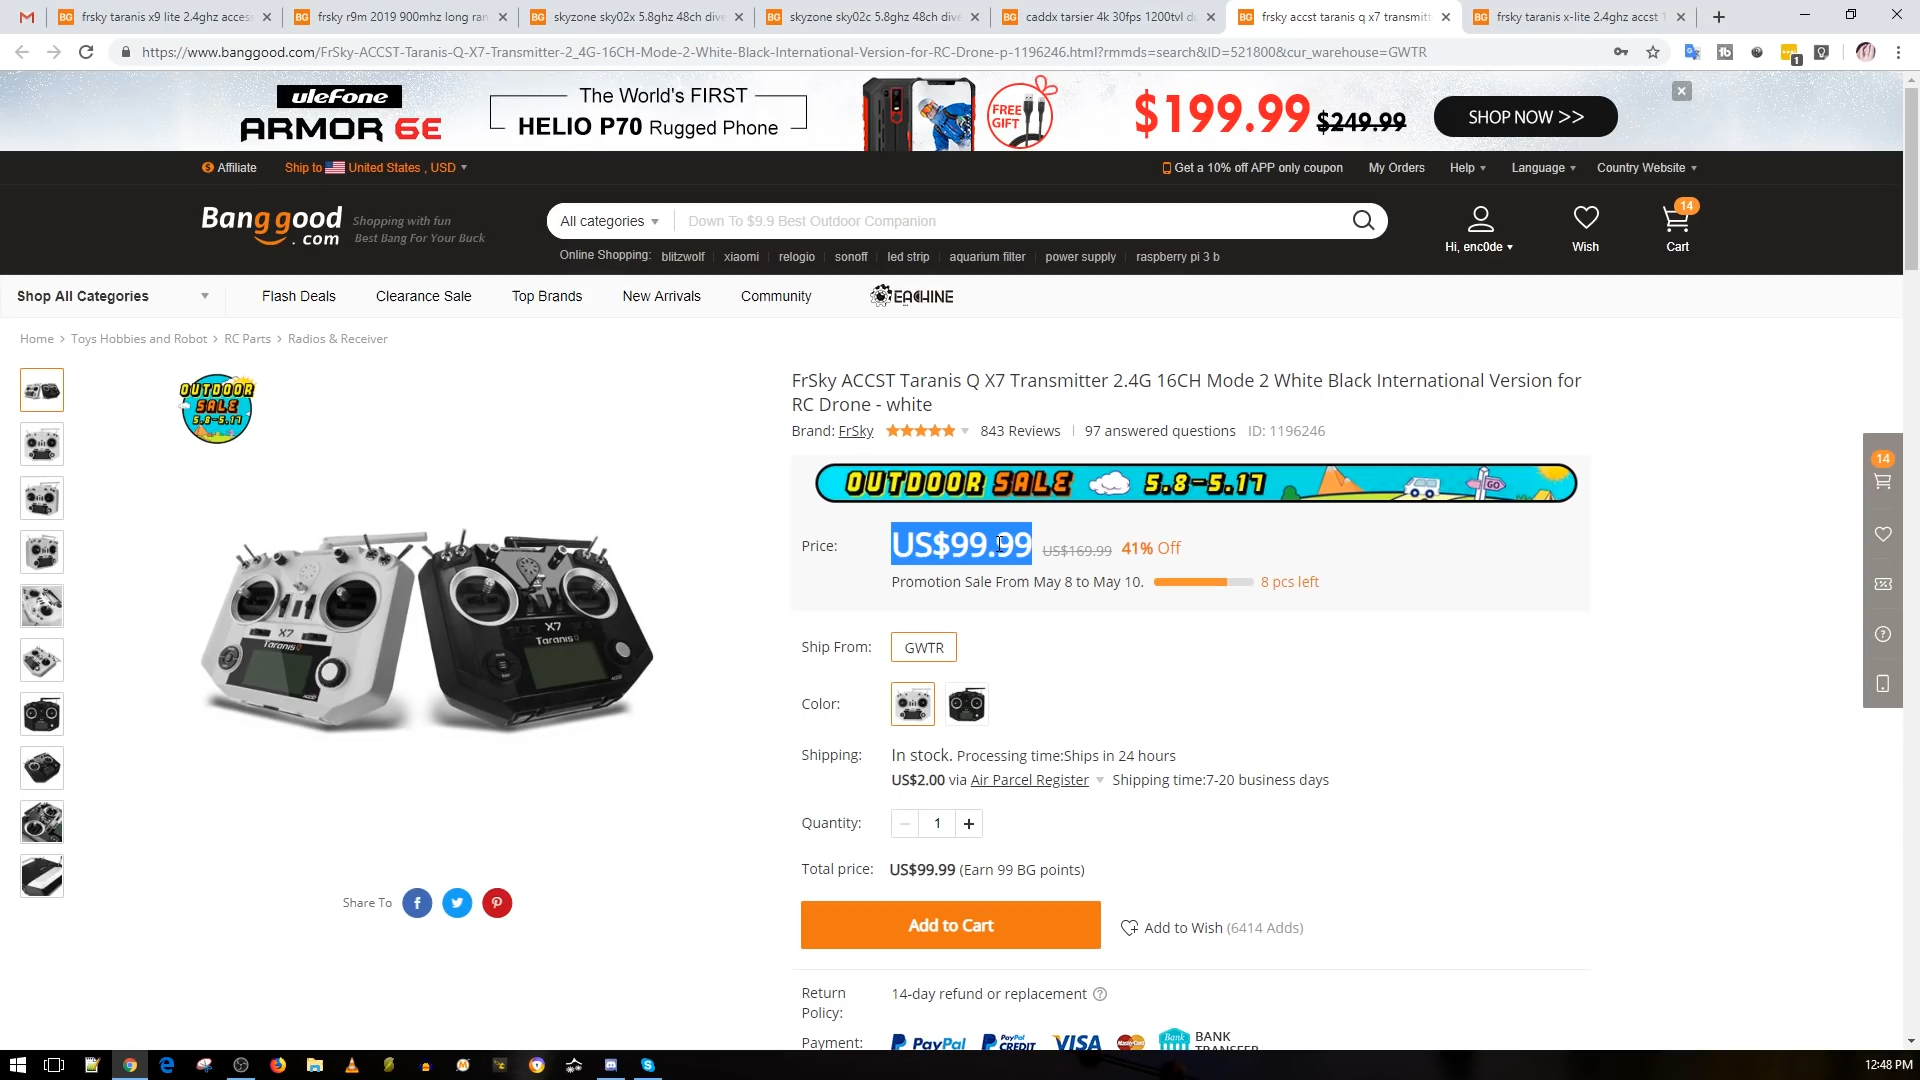 frsky taranis x9 lite 2.4ghz access
frsky r9m 2019 900mhz long ran
skyzone sky02x 5.8ghz 48ch dive
skyzone sky02c 5.8ghz 48ch dive
caddx tarsier 4k 30fps 1200tvl du
frsky accst taranis q x7 transmitt
frsky taranis x-lite 2.4ghz accst 1
https://www.banggood.com/FrSky-ACCST-Taranis-Q-X7-Transmitter-2_4G-16CH-Mode-2-White-Black-International-Version-for-RC-Drone-p-1196246.html?rmmds=search&ID=521800&cur_warehouse=GWTR
uleFone
ARMOR 6E
The World's FIRST
HELIO P70 Rugged Phone
FREE
GIFT
$199.99 $249.99
SHOP NOW >>
Affiliate
Ship to United States , USD
Get a 10% off APP only coupon
My Orders
Help
Language
Country Website
Banggood
.com
Shopping with fun
Best Bang For Your Buck
All categories
Down To $9.9 Best Outdoor Companion
Hi, enc0de
Wish
14
Cart
Online Shopping: blitzwolf xiaomi relogio sonoff led strip aquarium filter power supply raspberry pi 3 b
Shop All Categories
Flash Deals
Clearance Sale
Top Brands
New Arrivals
Community
EACHINE
Home > Toys Hobbies and Robot > RC Parts > Radios & Receiver
OUTDOOR
SALE
5.8-5.17
FrSky ACCST Taranis Q X7 Transmitter 2.4G 16CH Mode 2 White Black International Version for
RC Drone - white
Brand: FrSky 843 Reviews 97 answered questions ID: 1196246
OUTDOOR SALE 5.8-5.17
GO
Price: US$99.99 US$169.99 41% Off
Promotion Sale From May 8 to May 10. 8 pcs left
X7
Taranis Q
X7
Taranis Q
14
Ship From: GWTR
Color:
Shipping: In stock. Processing time:Ships in 24 hours
US$2.00 via Air Parcel Register Shipping time:7-20 business days
Quantity: 1 +
Total price: US$99.99 (Earn 99 BG points)
Share To
Add to Cart
Add to Wish (6414 Adds)
Return
Policy:
14-day refund or replacement
Payment: PayPal PayPal CREDIT VISA MasterCard Bank BANK
TRANSFER
12:48 PM